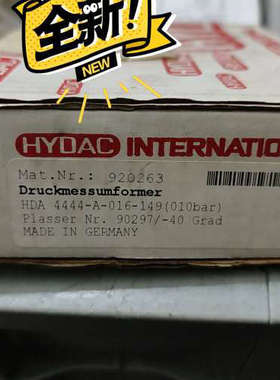 全新!
NEW
HYDAC INTERNATIO
Mat.Nr.: 920263
Druckmessumformer
HDA 4444-A-016-149(010bar)
Plasser Nr. 90297/-40 Grad
MADE IN GERMANY